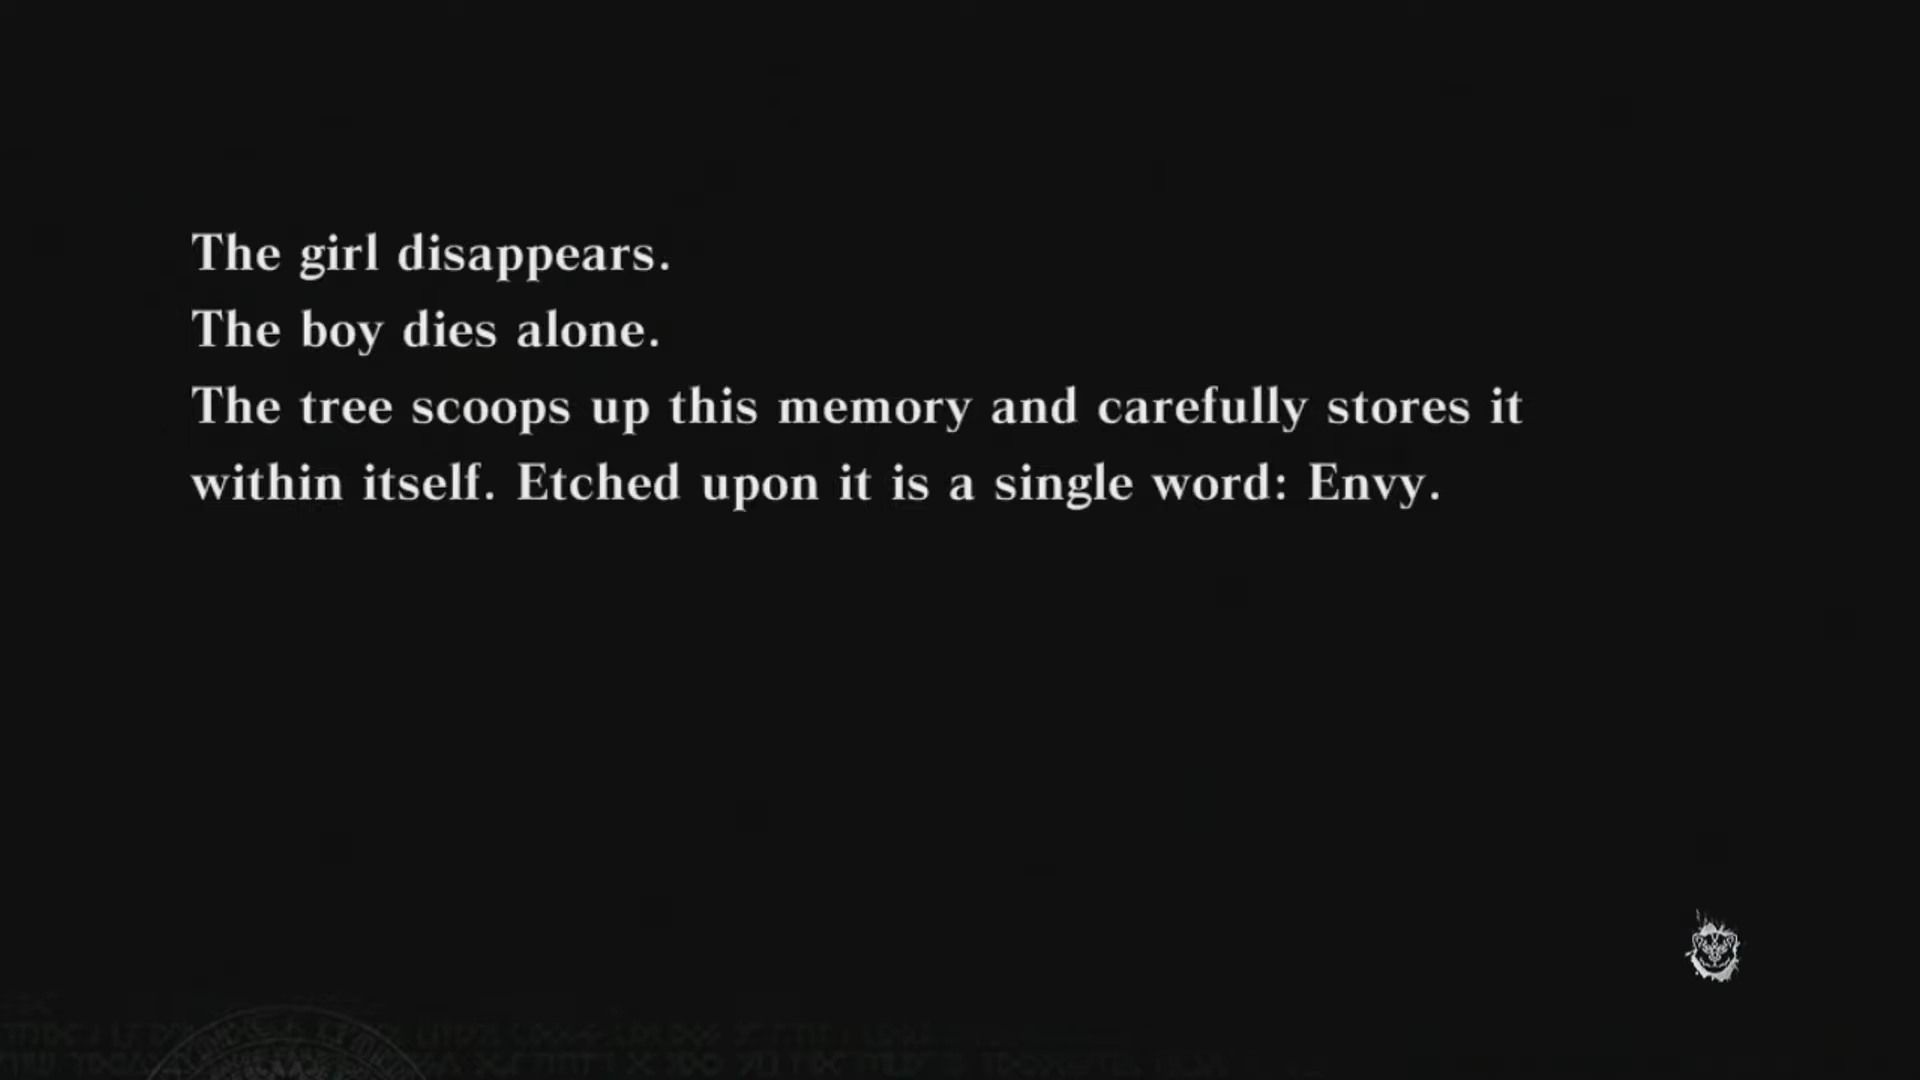 The girl disappears.
The boy dies alone.
The tree scoops up this memory and carefully stores it
within itself. Etched upon it is a single word: Envy.